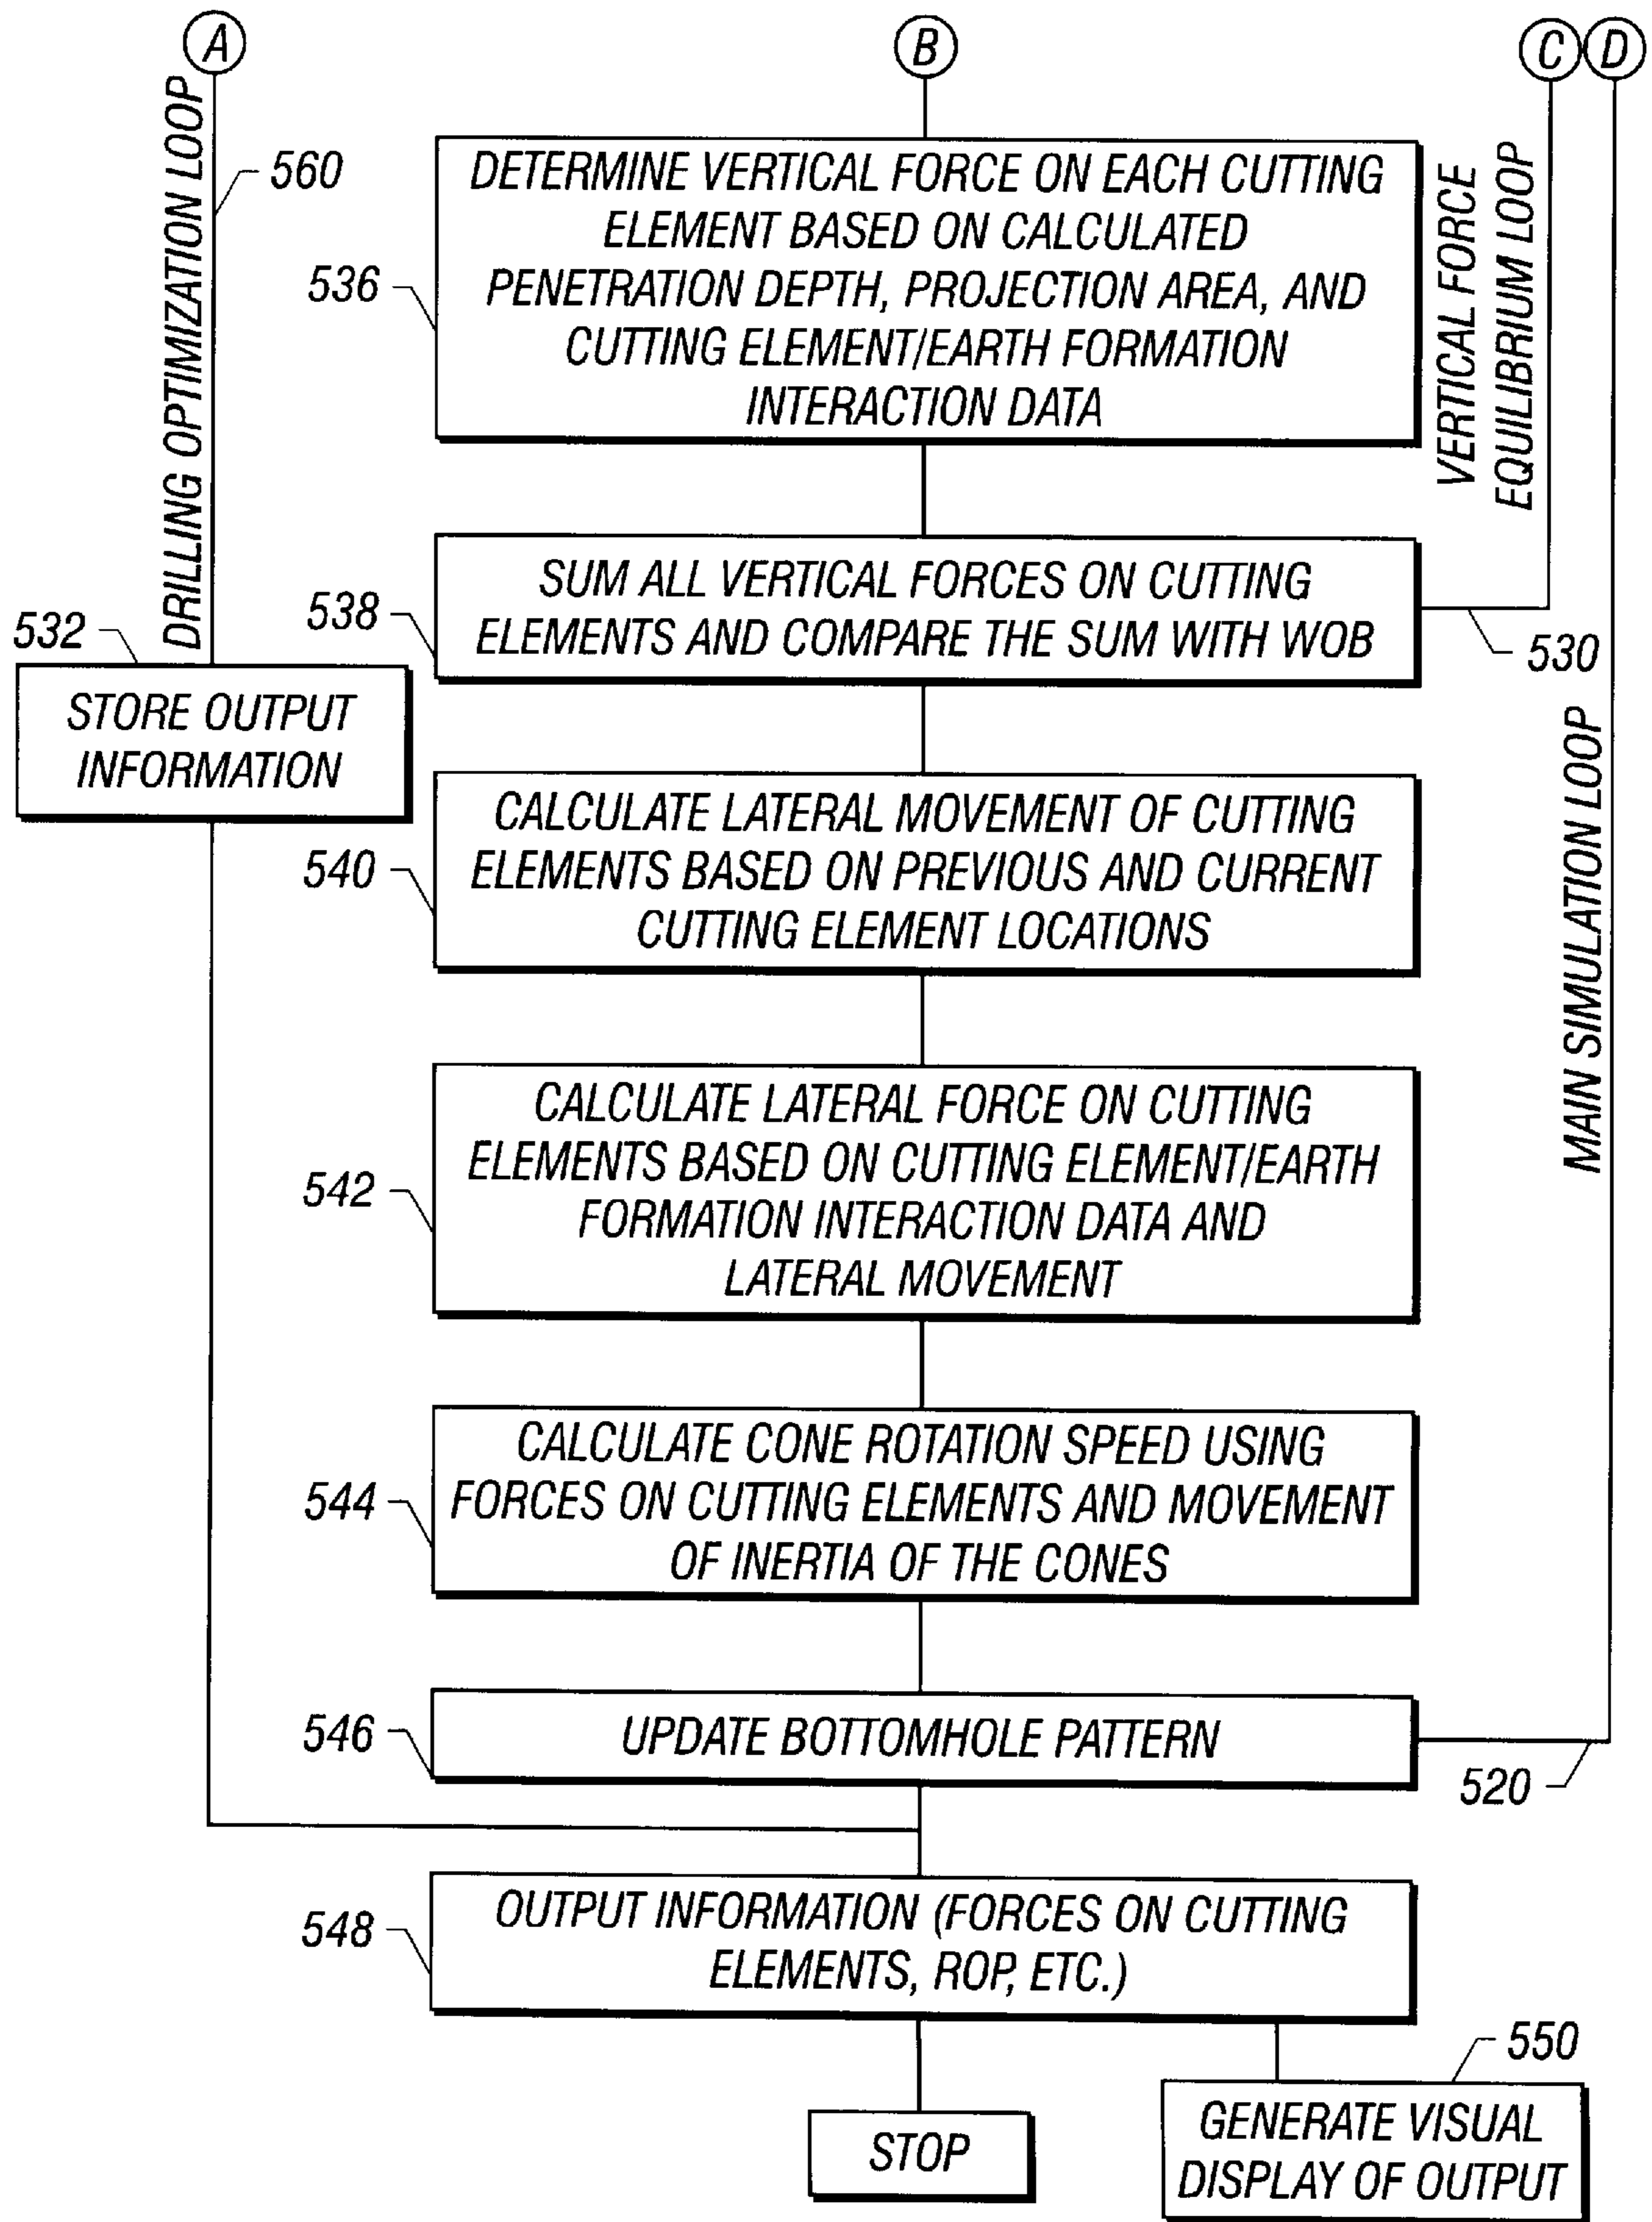 A
B
C
D
DRILLING OPTIMIZATION LOOP
560
DETERMINE VERTICAL FORCE ON EACH CUTTING
ELEMENT BASED ON CALCULATED
PENETRATION DEPTH, PROJECTION AREA, AND
CUTTING ELEMENT/EARTH FORMATION
INTERACTION DATA
536
VERTICAL FORCE
EQUILIBRIUM LOOP
SUM ALL VERTICAL FORCES ON CUTTING
ELEMENTS AND COMPARE THE SUM WITH WOB
538
530
532
STORE OUTPUT
INFORMATION
MAIN SIMULATION LOOP
CALCULATE LATERAL MOVEMENT OF CUTTING
ELEMENTS BASED ON PREVIOUS AND CURRENT
CUTTING ELEMENT LOCATIONS
540
CALCULATE LATERAL FORCE ON CUTTING
ELEMENTS BASED ON CUTTING ELEMENT/EARTH
FORMATION INTERACTION DATA AND
LATERAL MOVEMENT
542
CALCULATE CONE ROTATION SPEED USING
FORCES ON CUTTING ELEMENTS AND MOVEMENT
OF INERTIA OF THE CONES
544
UPDATE BOTTOMHOLE PATTERN
546
520
OUTPUT INFORMATION (FORCES ON CUTTING
ELEMENTS, ROP, ETC.)
548
550
STOP
GENERATE VISUAL
DISPLAY OF OUTPUT